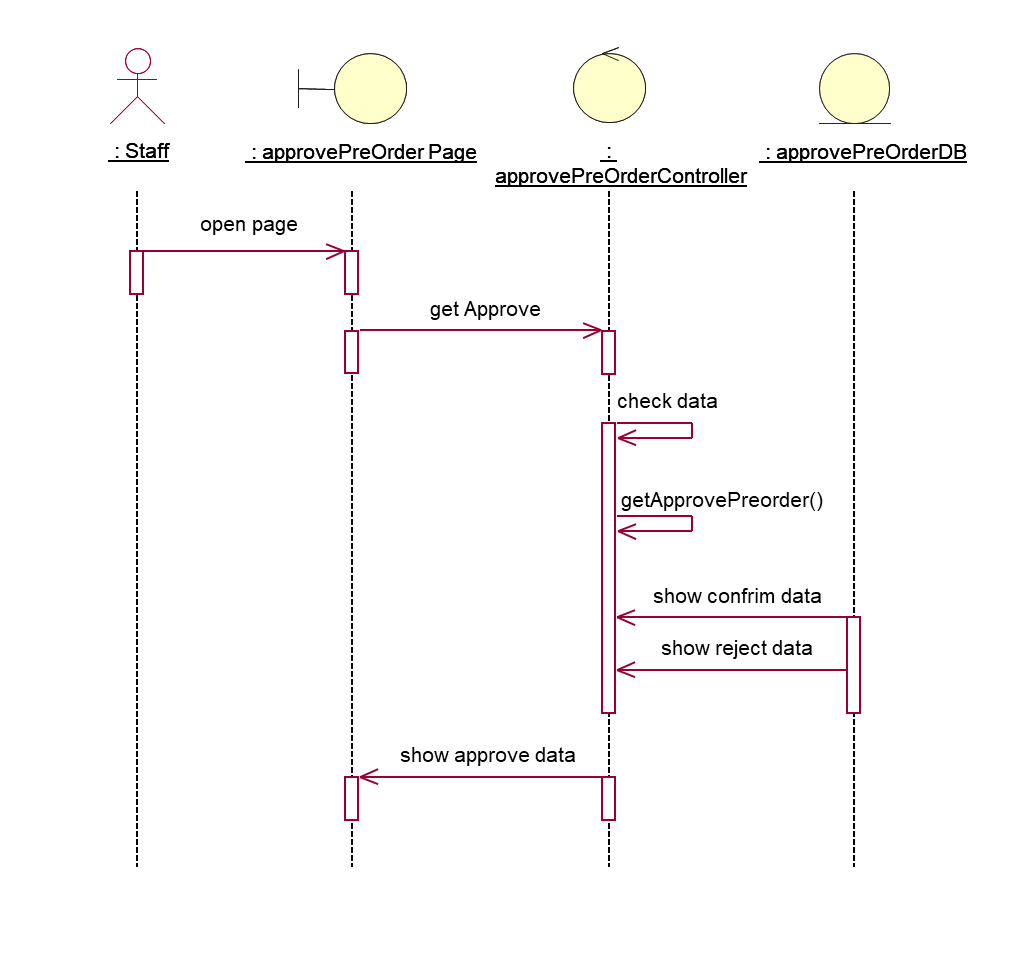 : Staff
: approvePreOrder Page
:
approvePreOrderController
: approvePreOrderDB
open page
get Approve
check data
getApprovePreorder()
show confrim data
show reject data
show approve data